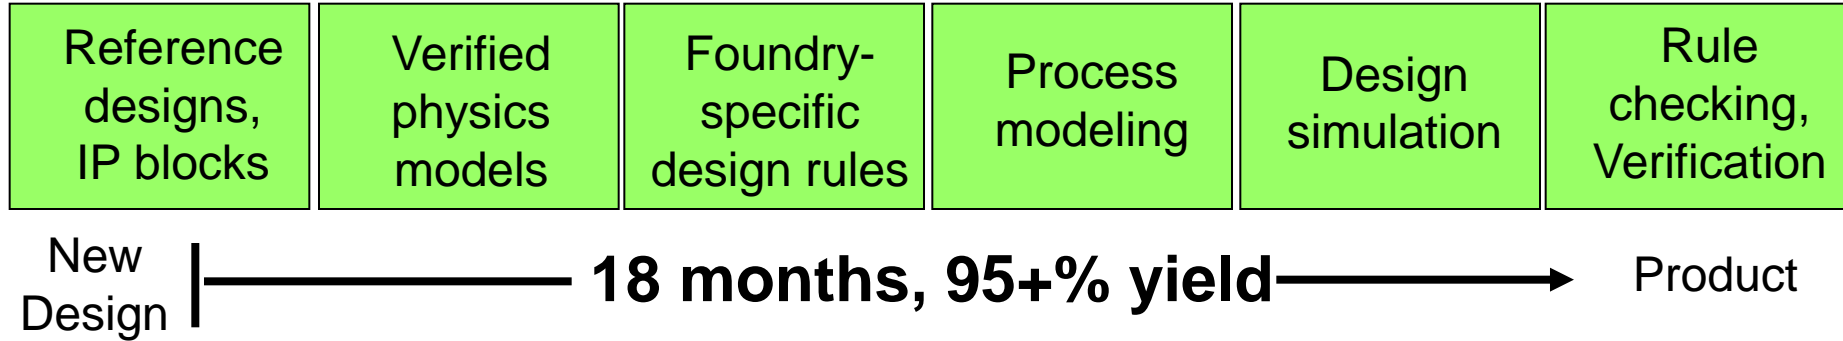 Reference
designs,
IP blocks
Verified
physics
models
Foundry-
specific
design rules
Process
modeling
Design
simulation
Rule
checking,
Verification
New
Design
18 months, 95+% yield
Product